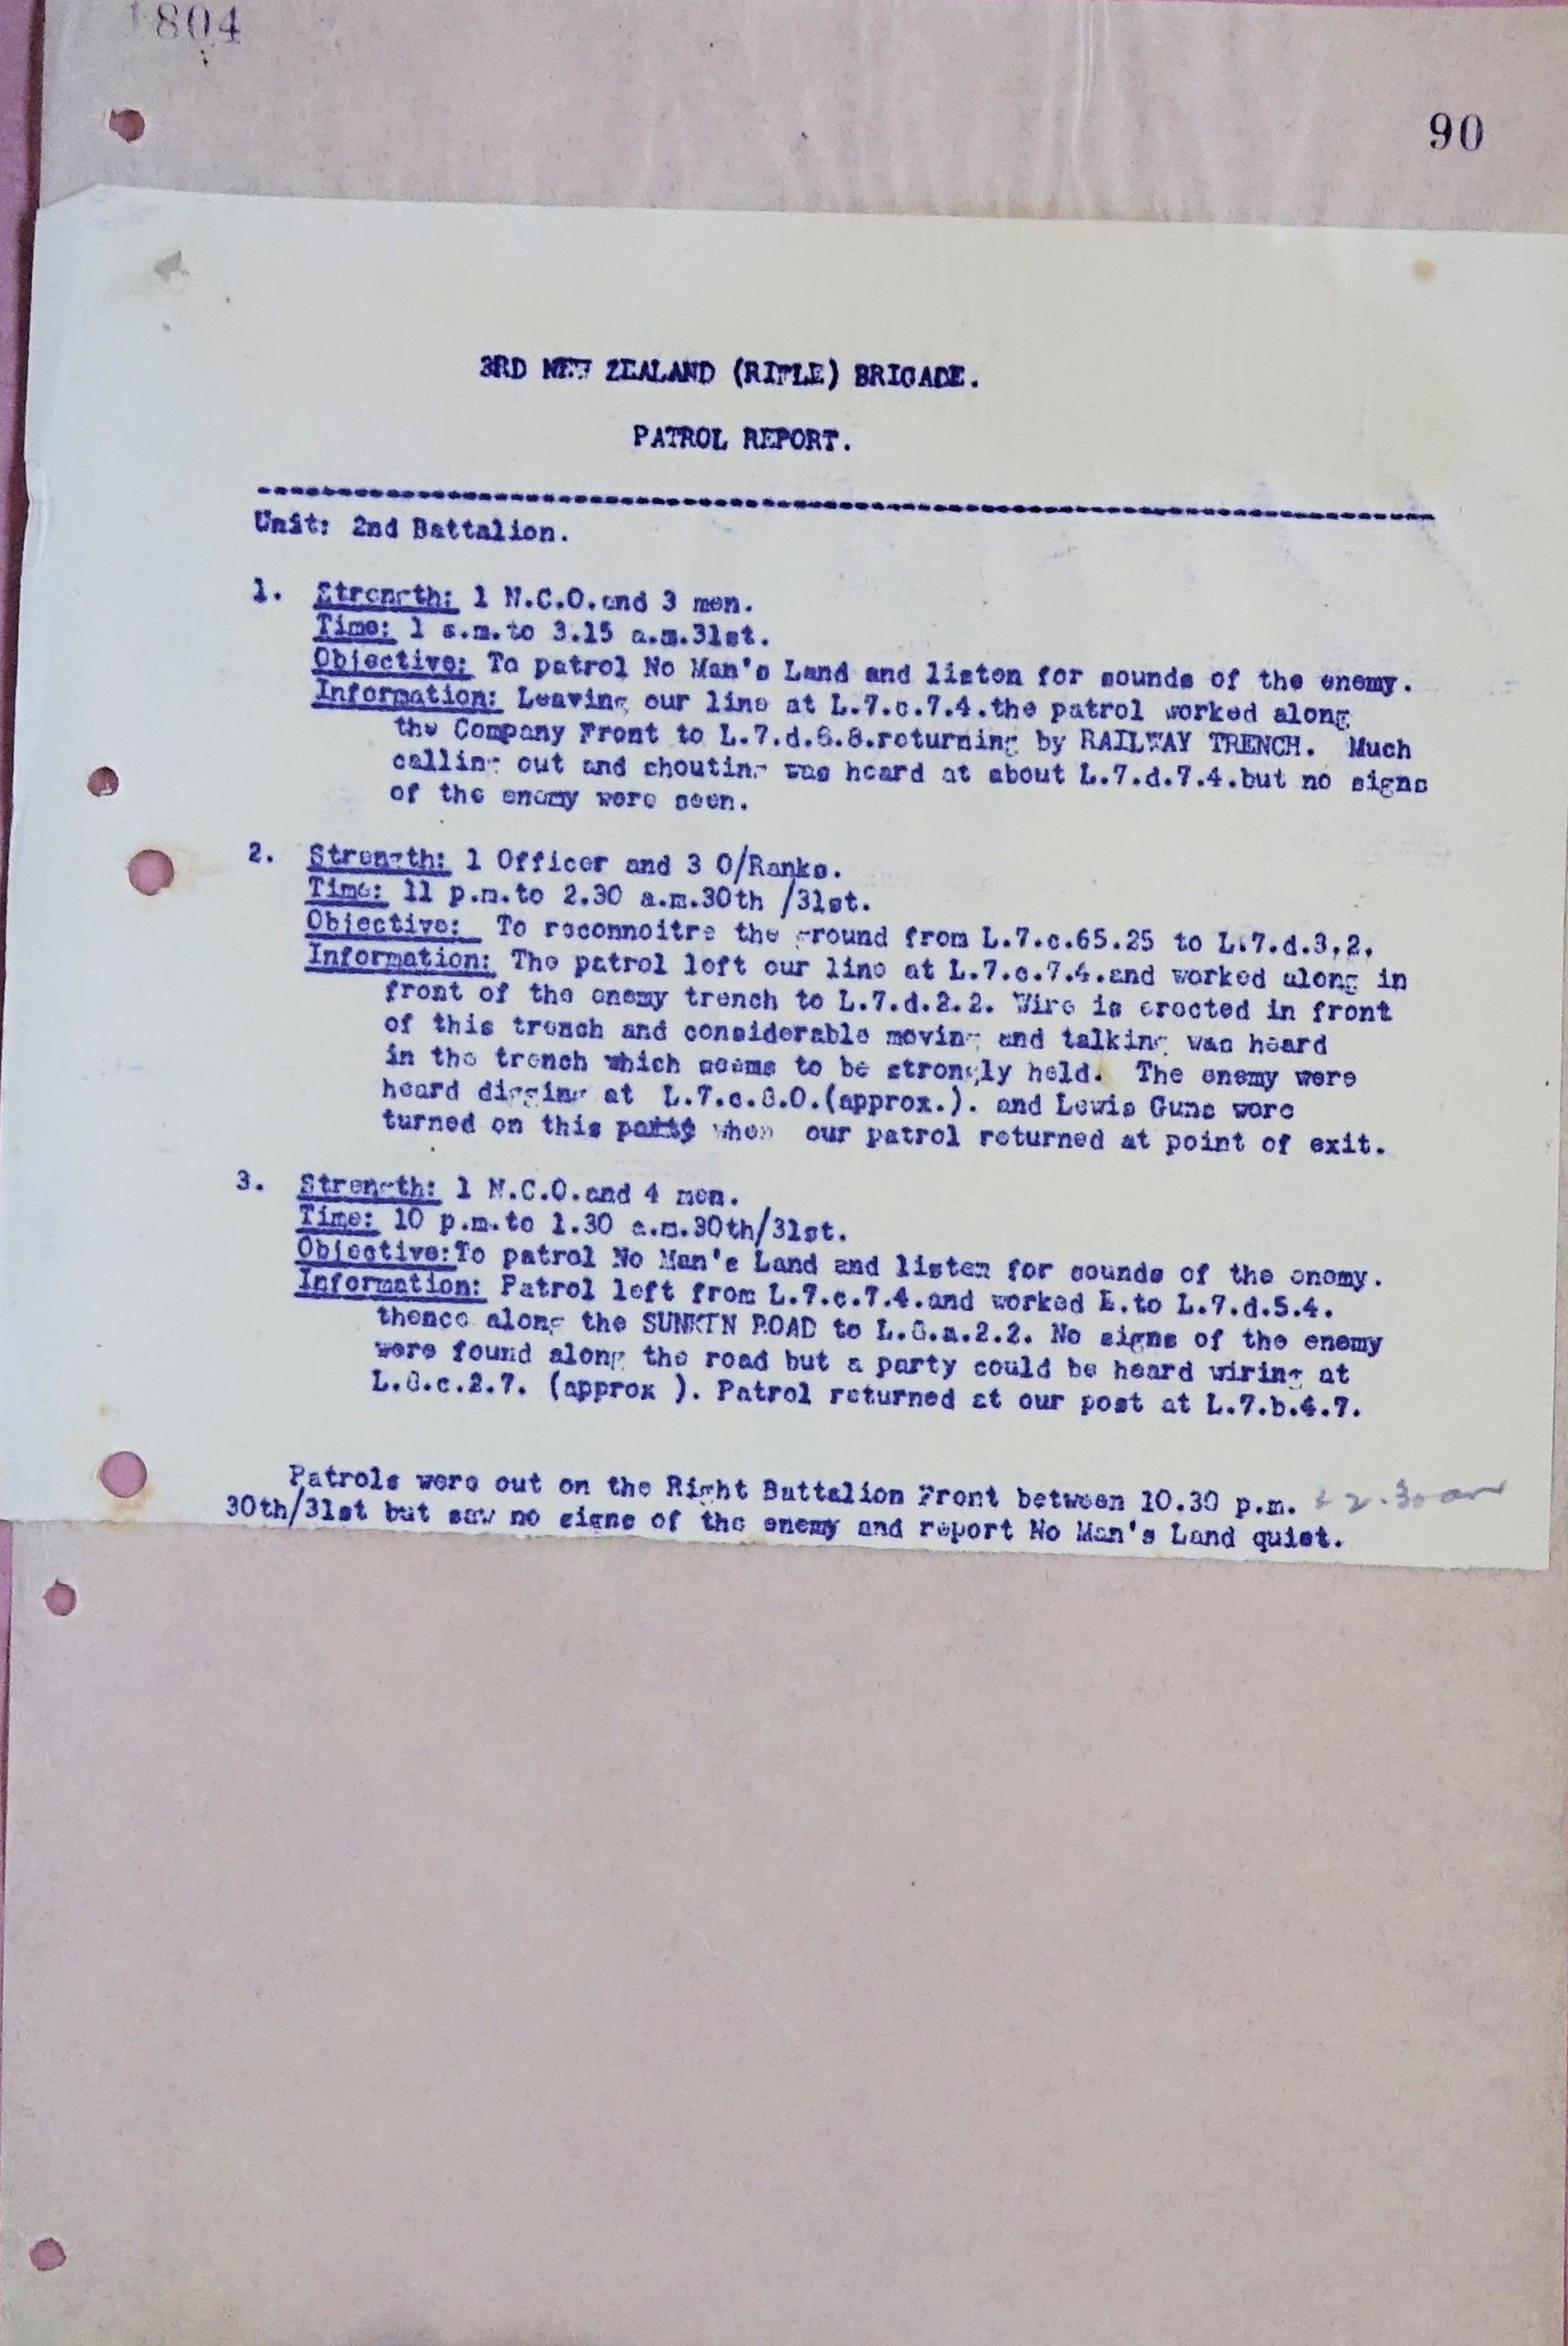 1804
90
3RD NEW ZEALAND (RIFLE) BRIGADE.
PATROL REPORT.
Unit: 2nd Battalion.
1. Strength: 1 N.C.O.and 3 men.
Time: 1 a.m.to 3.15 a.m.31st.
Objective: To patrol No Man's Land and listen for sounds of the enemy.
Information: Leaving our line at L.7.c.7.4.the patrol worked along
the Company Front to L.7.d.8.8.returning by RAILWAY TRENCH. Much
calling out and shouting was heard at about L.7.d.7.4.but no signs
of the enemy were seen.
2. Strength: 1 Officer and 3 O/Ranks.
Time: 11 p.m.to 2.30 a.m.30th /31st.
Objective: To reconnoitre the ground from L.7.c.65.25 to L.7.d.3.2.
Information: The patrol left our line at L.7.c.7.4.and worked along in
front of the enemy trench to L.7.d.2.2. Wire is erected in front
of this trench and considerable moving and talking was heard
in the trench which seems to be strongly held. The enemy were
heard digging at L.7.c.8.0.(approx.). and Lewis Guns were
turned on this party when our patrol returned at point of exit.
3. Strength: 1 N.C.O.and 4 men.
Time: 10 p.m.to 1.30 a.m.30th/31st.
Objective:To patrol No Man's Land and listen for sounds of the enemy.
Information: Patrol left from L.7.c.7.4.and worked E.to L.7.d.5.4.
thence along the SUNKEN ROAD to L.8.a.2.2. No signs of the enemy
were found along the road but a party could be heard wiring at
L.8.c.2.7. (approx ). Patrol returned at our post at L.7.b.4.7.
Patrols were out on the Right Battalion Front between 10.30 p.m. & 2.30 am
30th/31st but saw no signs of the enemy and report No Man's Land quiet.